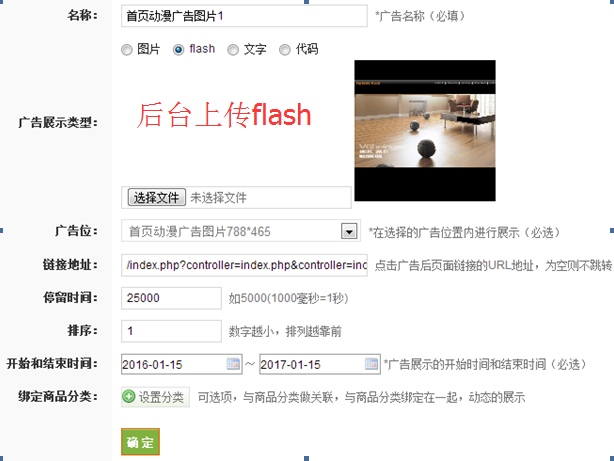 名称： 首页动漫广告图片1 *广告名称（必填）
图片 flash 文字 代码
广告展示类型： 后台上传flash
选择文件 未选择文件
广告位： 首页动漫广告图片788*465 *在选择的广告位置内进行展示（必选）
链接地址： /index.php?controller=index.php&controller=ind 点击广告后页面链接的URL地址，为空则不跳转
停留时间： 25000 如5000(1000毫秒=1秒)
排序： 1 数字越小，排列越靠前
开始和结束时间： 2016-01-15 ～ 2017-01-15 *广告展示的开始时间和结束时间（必选）
绑定商品分类： 设置分类 可选项，与商品分类做关联，与商品分类绑定在一起，动态的展示
确 定